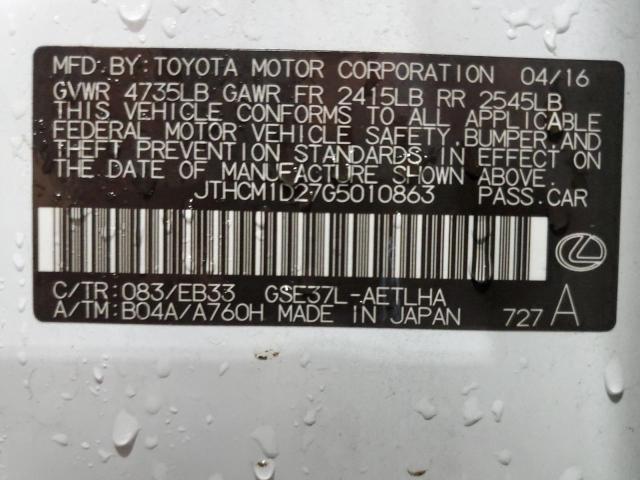 MFD BY: TOYOTA MOTOR CORPORATION 04/16
GVWR 4735LB GAWR FR 2415LB RR 2545LB
THIS VEHICLE CONFORMS TO ALL APPLICABLE
FEDERAL MOTOR VEHICLE SAFETY, BUMPER AND
THEFT PREVENTION STANDARDS IN EFFECT ON
THE DATE OF MANUFACTURE SHOWN ABOVE.
JTHCM1D27G5010863 PASS.CAR
C/TR: 083/EB33 GSE37L-AETLHA
A/TM: B04A/A760H MADE IN JAPAN 727 A